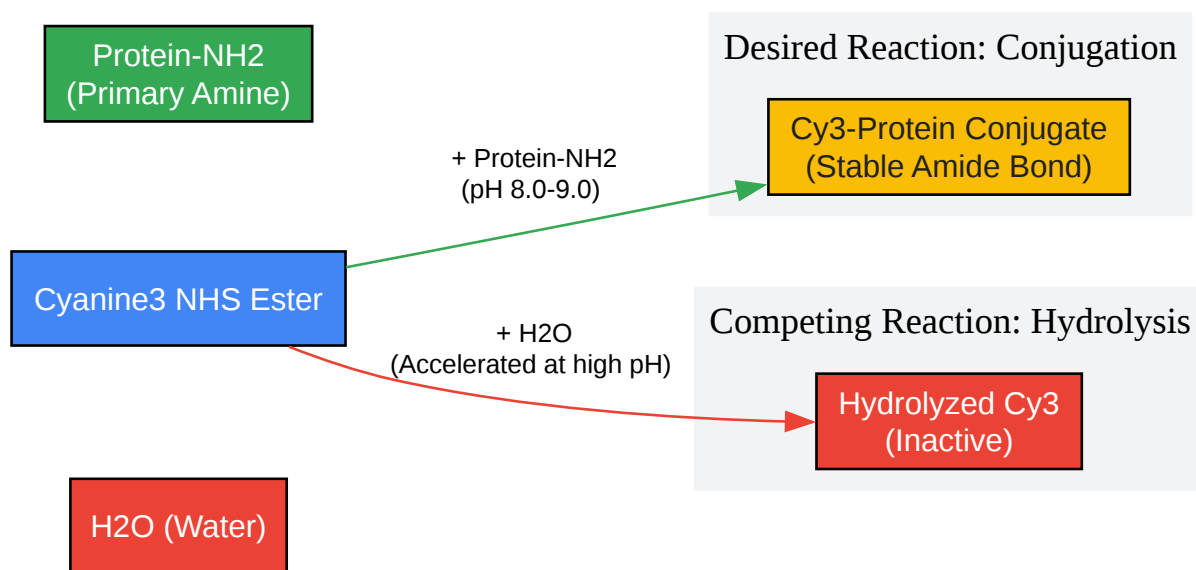 Protein-NH2
(Primary Amine)
Desired Reaction: Conjugation
Cy3-Protein Conjugate
(Stable Amide Bond)
+ Protein-NH2
(pH 8.0-9.0)
Cyanine3 NHS Ester
+ H2O
(Accelerated at high pH)
Competing Reaction: Hydrolysis
Hydrolyzed Cy3
(Inactive)
H2O (Water)